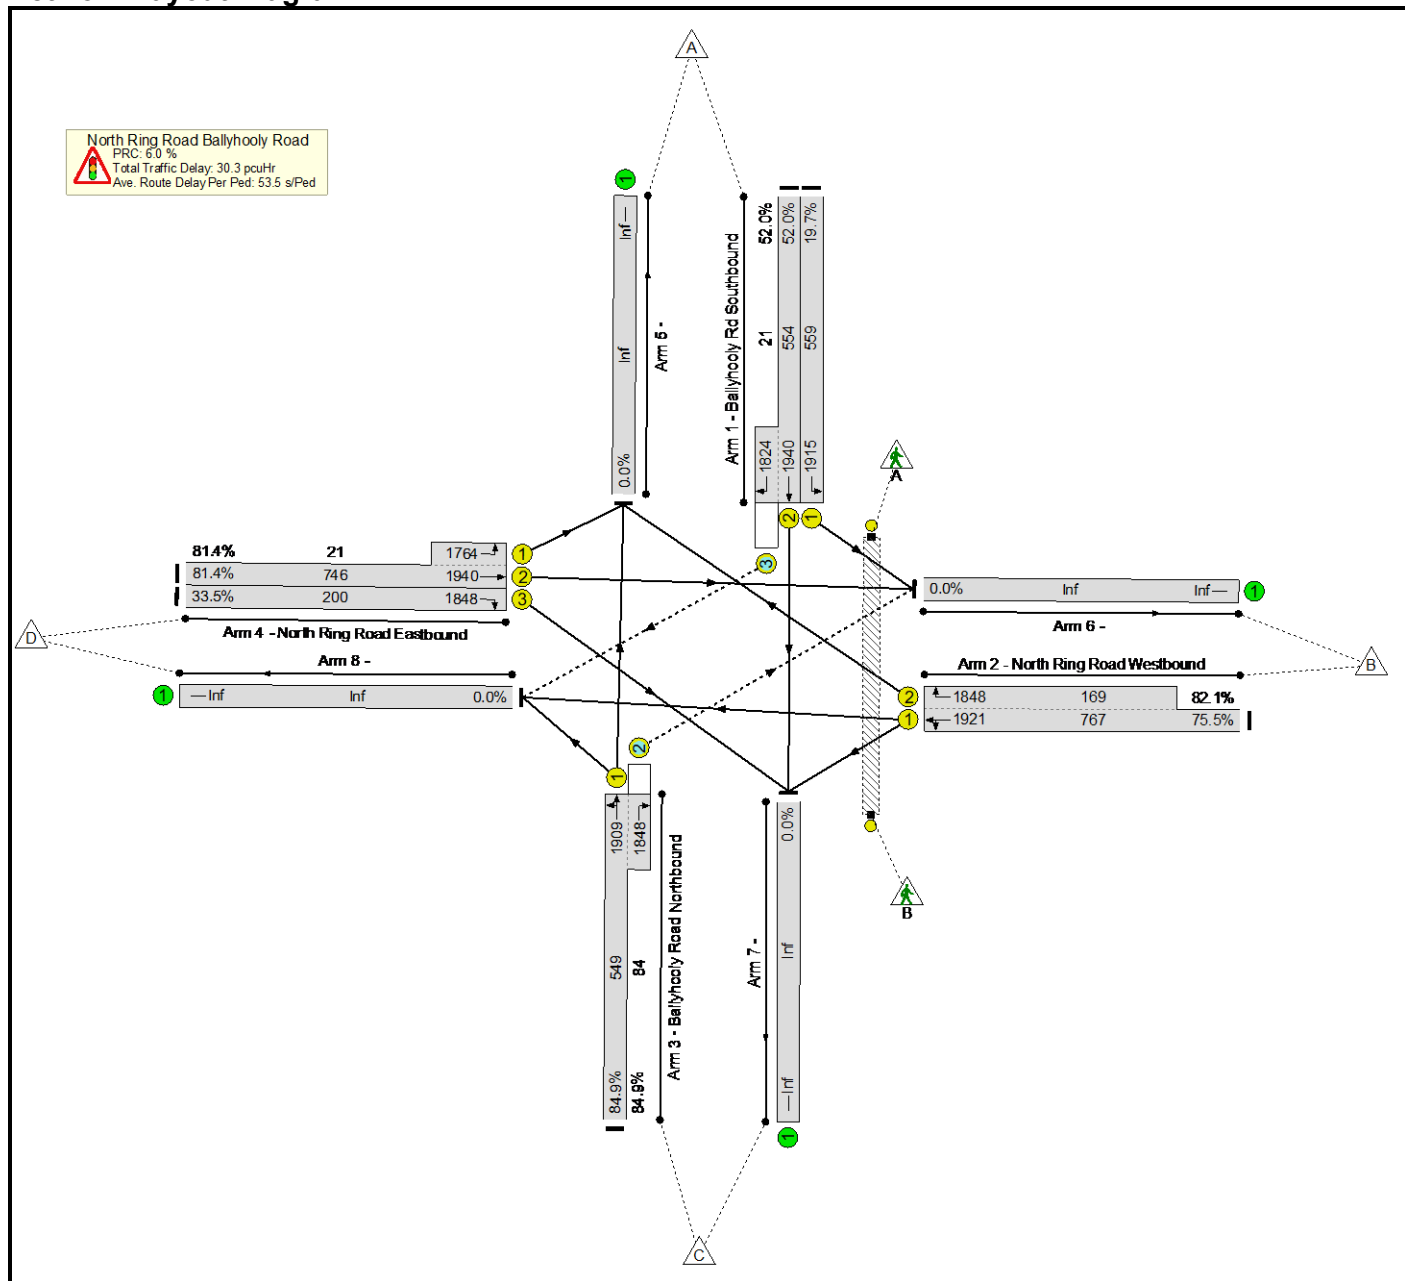 A
North Ring Road Ballyhooly Road
PRC: 6.0 %
Total Traffic Delay: 30.3 pcuHr
Ave. Route Delay Per Ped: 53.5 s/Ped
1
Inf
Inf
0.0%
Arm 5 -
Arm 1 - Ballyhooly Rd Southbound
52.0%
21
1824
52.0%
554
1940
19.7%
559
1915
3
2
1
A
81.4% 21 1764
81.4% 746 1940
33.5% 200 1848
1
2
3
Arm 4 - North Ring Road Eastbound
D
Arm 8 -
1
Inf Inf 0.0%
0.0% Inf Inf
1
Arm 6 -
B
Arm 2 - North Ring Road Westbound
2
1848 169 82.1%
1
1921 767 75.5%
1
2
1909
549
84.9%
1848
84
84.9%
Arm 3 - Ballyhooly Road Northbound
Arm 7 -
0.0%
Inf
Inf
1
B
C